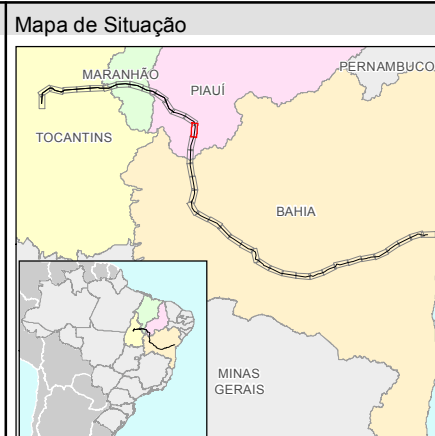 Mapa de Situação
PERNAMBUCO
MARANHÃO
PIAUÍ
TOCANTINS
BAHIA
MINAS
GERAIS